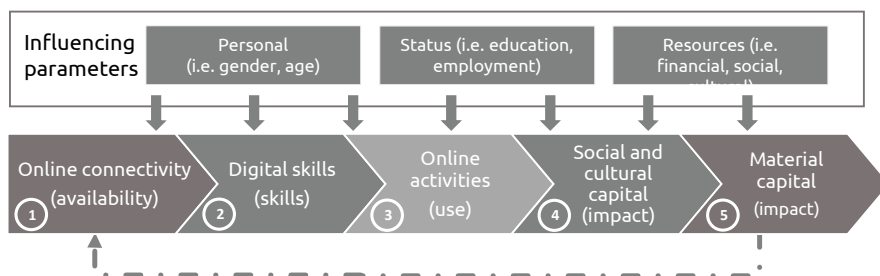 Influencing
parameters
Personal
(i.e. gender, age)
Status (i.e. education,
employment)
Resources (i.e.
financial, social,
Online connectivity
(availability)
1
Digital skills
(skills)
2
Online
activities
(use)
3
Social and
cultural
capital
(impact)
4
Material
capital
(impact)
5